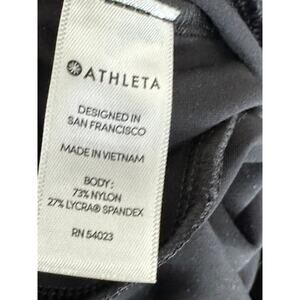 ATHLETA
DESIGNED IN
SAN FRANCISCO
MADE IN VIETNAM
BODY:
73% NYLON
27% LYCRA® SPANDEX
RN 54023